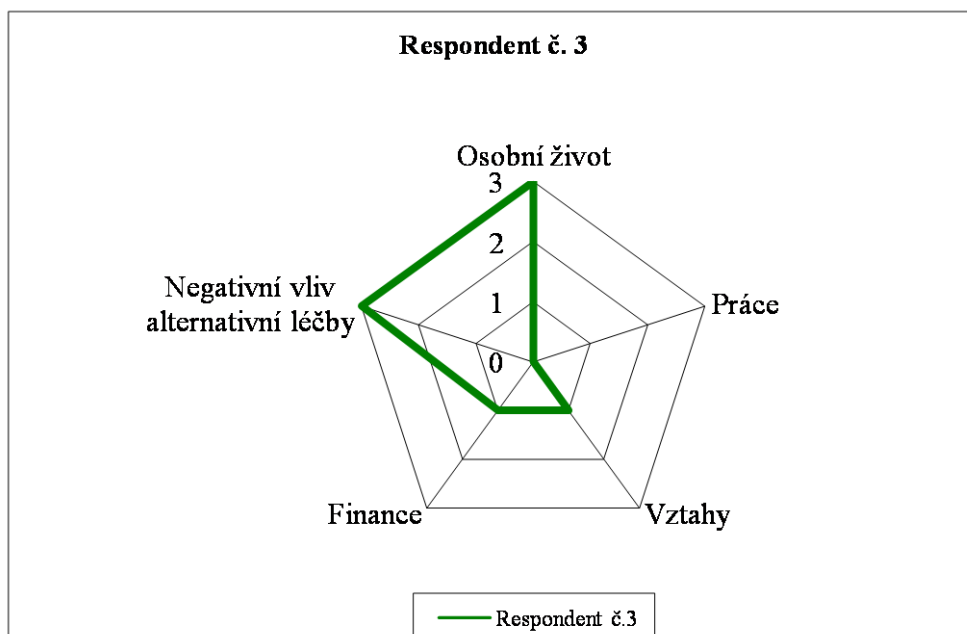 Respondent č. 3
Osobní život
3
2
1
0
Práce
Negativní vliv
alternativní léčby
Finance
Vztahy
Respondent č.3